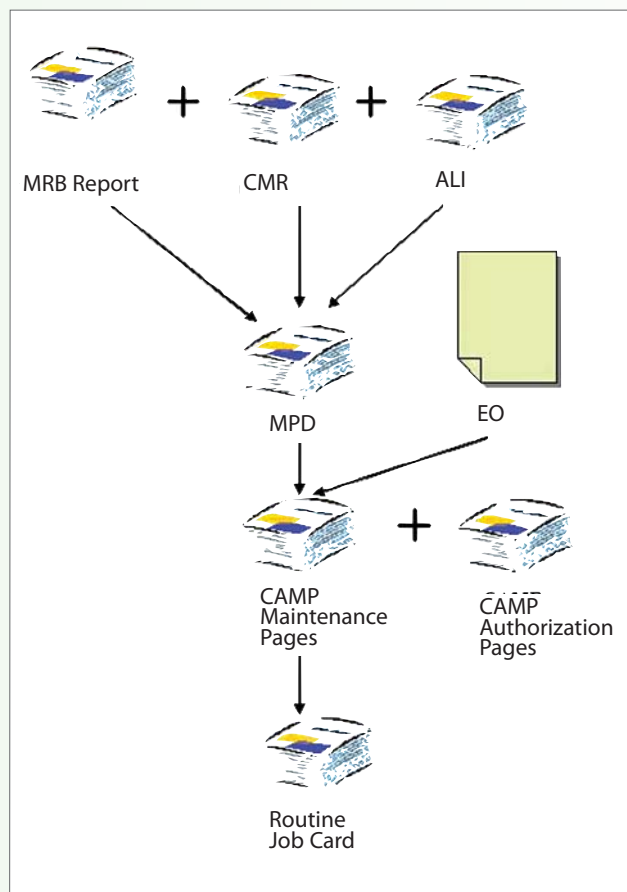 MRB Report
CMR
ALI
MPD
EO
CAMP
Maintenance
Pages
CAMP
Authorization
Pages
Routine
Job Card